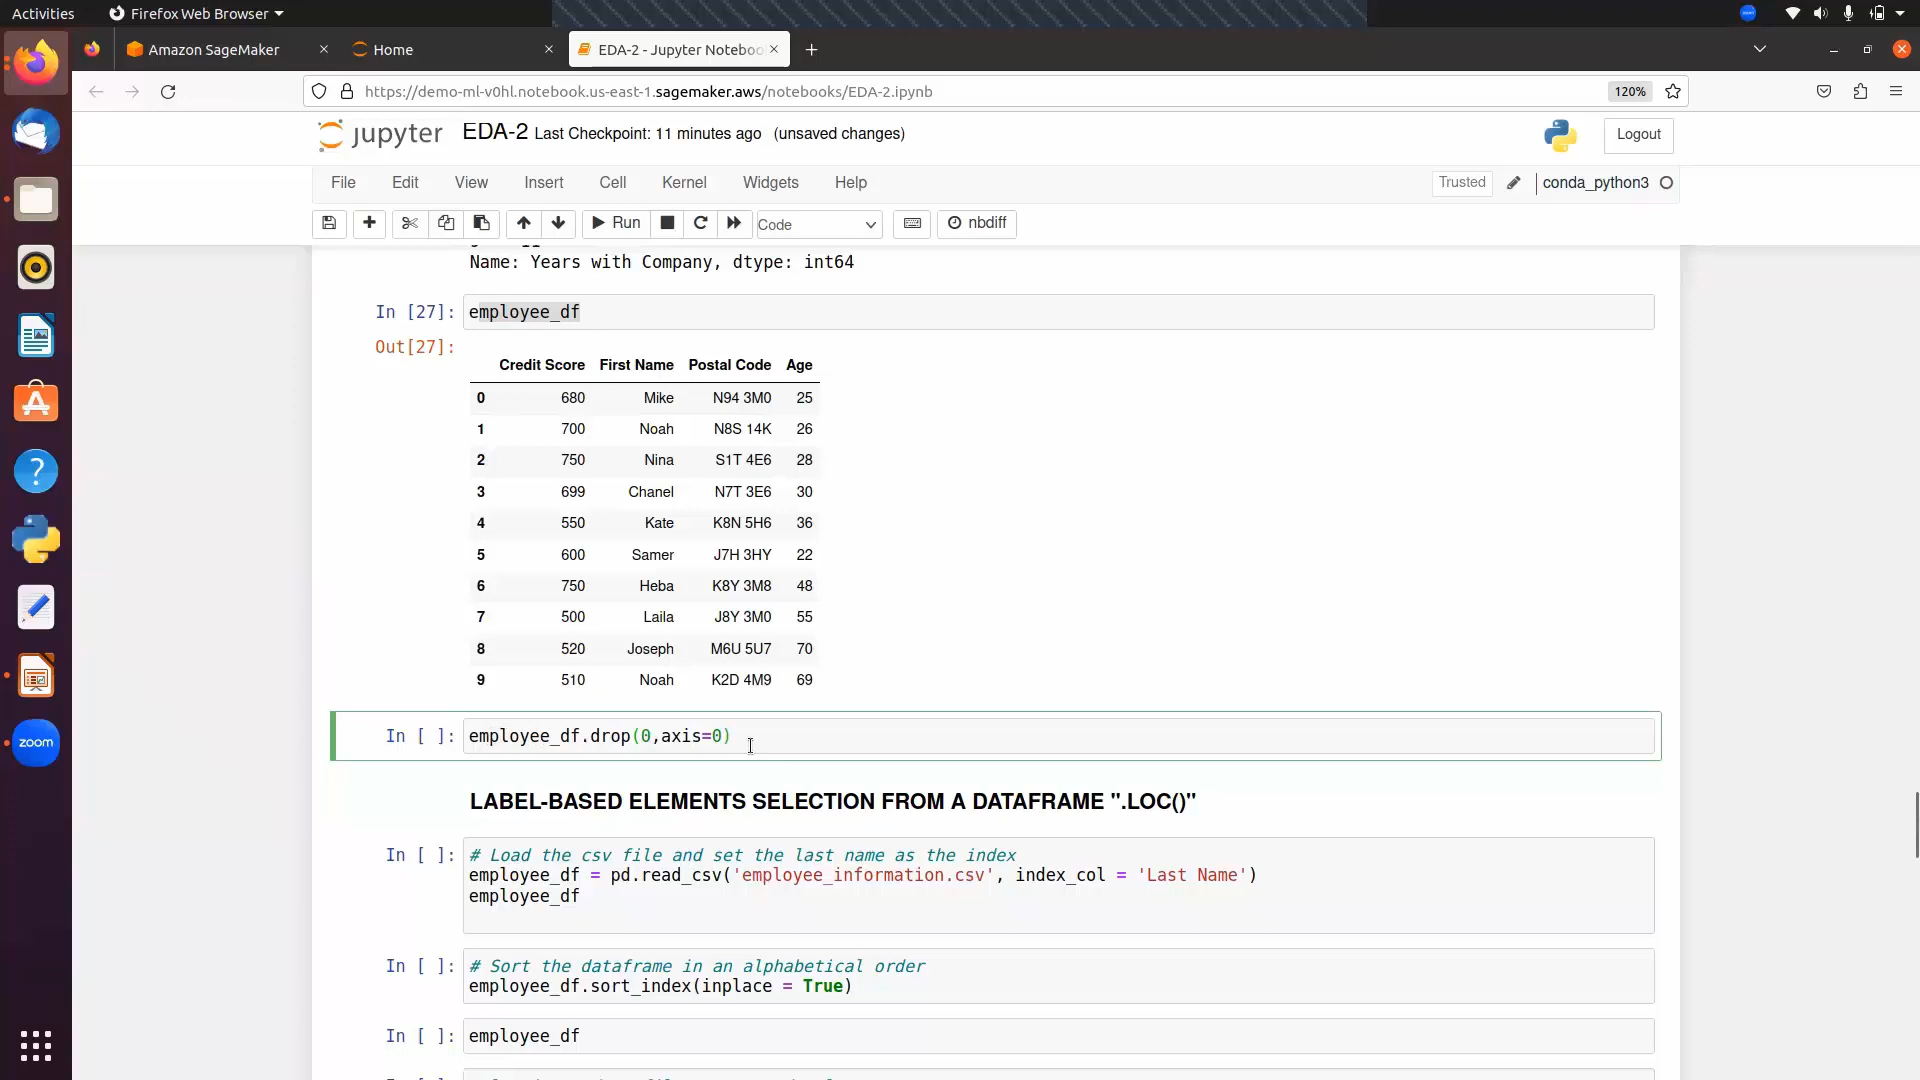 Activities
Firefox Web Browser
Amazon SageMaker
Home
EDA-2 - Jupyter Noteboo
https://demo-ml-v0hl.notebook.us-east-1.sagemaker.aws/notebooks/EDA-2.ipynb
120%
jupyter
EDA-2 Last Checkpoint: 11 minutes ago (unsaved changes)
Logout
File Edit View Insert Cell Kernel Widgets Help
Trusted
conda_python3
Run
Code
nbdiff
Name: Years with Company, dtype: int64
In [27]: employee_df
Out[27]:
Credit Score First Name Postal Code Age
0 680 Mike N94 3M0 25
1 700 Noah N8S 14K 26
2 750 Nina S1T 4E6 28
3 699 Chanel N7T 3E6 30
4 550 Kate K8N 5H6 36
5 600 Samer J7H 3HY 22
6 750 Heba K8Y 3M8 48
7 500 Laila J8Y 3M0 55
8 520 Joseph M6U 5U7 70
9 510 Noah K2D 4M9 69
In [ ]: employee_df.drop(0,axis=0)
LABEL-BASED ELEMENTS SELECTION FROM A DATAFRAME ".LOC()"
In [ ]: # Load the csv file and set the last name as the index
employee_df = pd.read_csv('employee_information.csv', index_col = 'Last Name')
employee_df
In [ ]: # Sort the dataframe in an alphabetical order
employee_df.sort_index(inplace = True)
In [ ]: employee_df
zoom